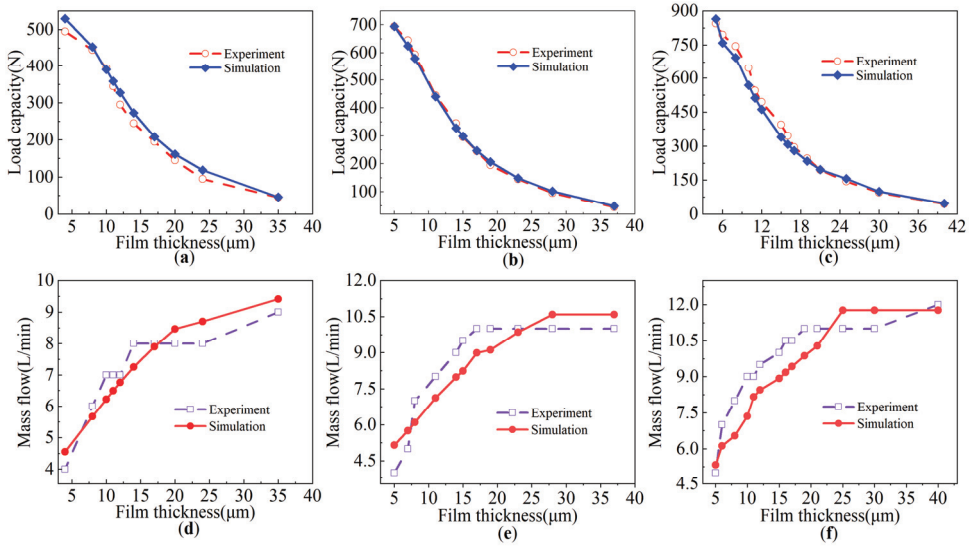 Load capacity(N)
500
400
300
200
100
0
Experiment
Simulation
5 10 15 20 25 30 35 40
Film thickness(μm)
(a)
Load capacity(N)
700
600
500
400
300
200
100
Experiment
Simulation
5 10 15 20 25 30 35 40
Film thickness(μm)
(b)
Load capacity(N)
900
750
600
450
300
150
0
Experiment
Simulation
6 12 18 24 30 36 42
Film thickness(μm)
(c)
Mass flow(L/min)
10
9
8
7
6
5
4
Experiment
Simulation
5 10 15 20 25 30 35 40
Film thickness(μm)
(d)
Mass flow(L/min)
12.0
10.5
9.0
7.5
6.0
4.5
Experiment
Simulation
5 10 15 20 25 30 35 40
Film thickness(μm)
(e)
Mass flow(L/min)
12.0
10.5
9.0
7.5
6.0
4.5
Experiment
Simulation
5 10 15 20 25 30 35 40
Film thickness(μm)
(f)